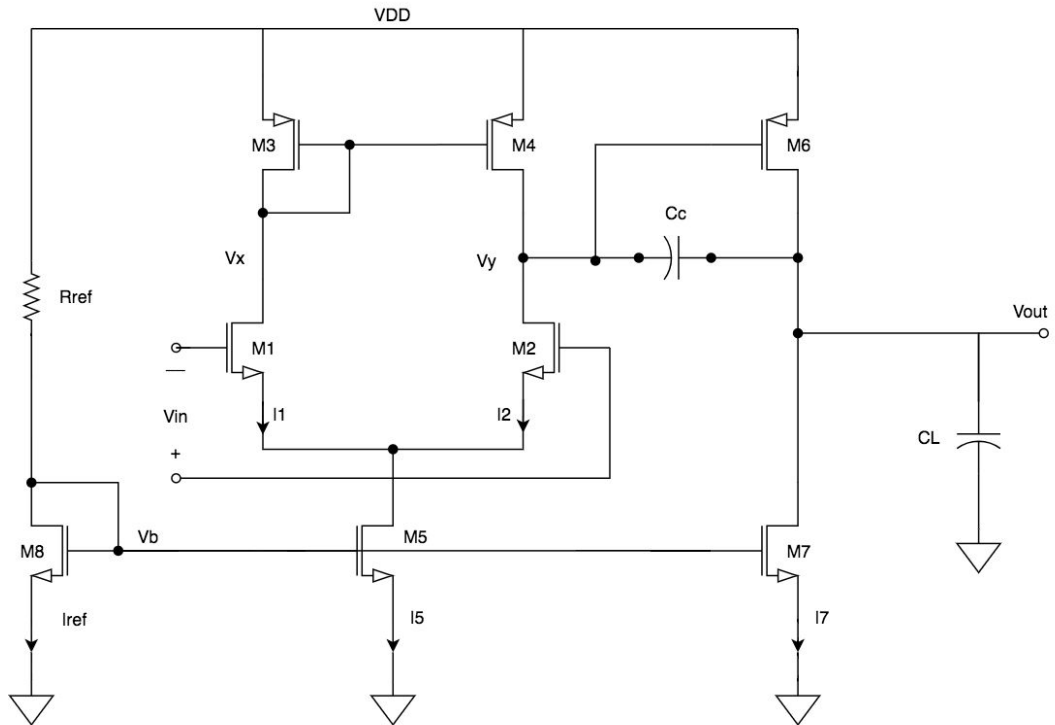 VDD
M3
M4
M6
Cc
Vx
Vy
Rref
Vout
M1
M2
Vin
I1
I2
+
CL
M8
Vb
M5
M7
Iref
I5
I7